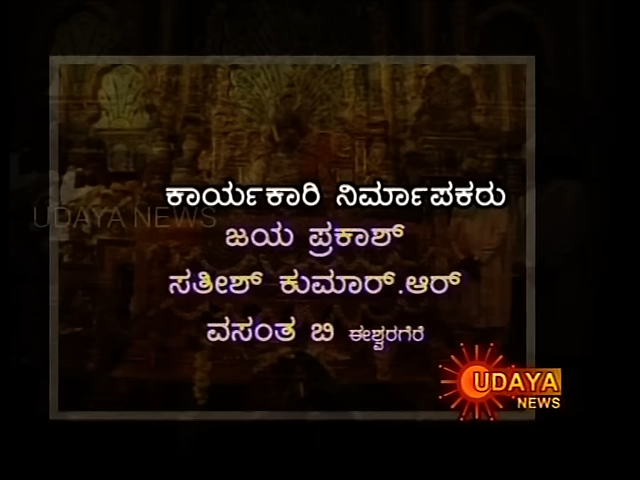 ಕಾರ್ಯಕಾರಿ ನಿರ್ಮಾಪಕರು
UDAYA NEWS
ಜಯ ಪ್ರಕಾಶ್
ಸತೀಶ್ ಕುಮಾರ್.ಆರ್
ವಸಂತ ಬಿ ಈಶ್ವರಗೆರೆ
UDAYA
NEWS